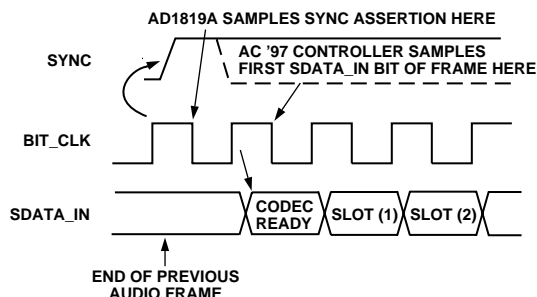 AD1819A SAMPLES SYNC ASSERTION HERE
SYNC
AC '97 CONTROLLER SAMPLES
FIRST SDATA_IN BIT OF FRAME HERE
BIT_CLK
SDATA_IN
CODEC
READY
SLOT (1)
SLOT (2)
END OF PREVIOUS
AUDIO FRAME